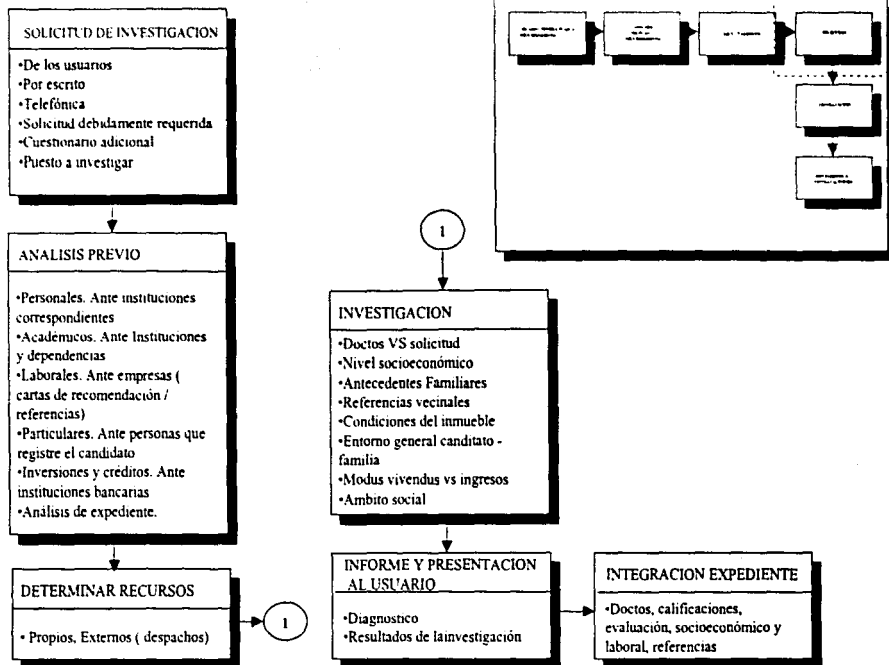 SOLICITUD DE INVESTIGACION
•De los usuarios
•Por escrito
•Telefónica
•Solicitud debidamente requerida
•Cuestionario adicional
•Puesto a investigar
ANALISIS PREVIO
•Personales. Ante instituciones
correspondientes
•Académicos. Ante Instituciones
y dependencias
•Laborales. Ante empresas (
cartas de recomendación /
referencias)
•Particulares. Ante personas que
registre el candidato
•Inversiones y créditos. Ante
instituciones bancarias
•Análisis de expediente.
DETERMINAR RECURSOS
• Propios, Externos ( despachos)
1
1
INVESTIGACION
•Doctos VS solicitud
•Nivel socioeconómico
•Antecedentes Familiares
•Referencias vecinales
•Condiciones del inmueble
•Entorno general canditato -
familia
•Modus vivendus vs ingresos
•Ambito social
INFORME Y PRESENTACION
AL USUARIO
•Diagnostico
•Resultados de lainvestigación
INTEGRACION EXPEDIENTE
•Doctos, calificaciones,
evaluación, socioeconómico y
laboral, referencias